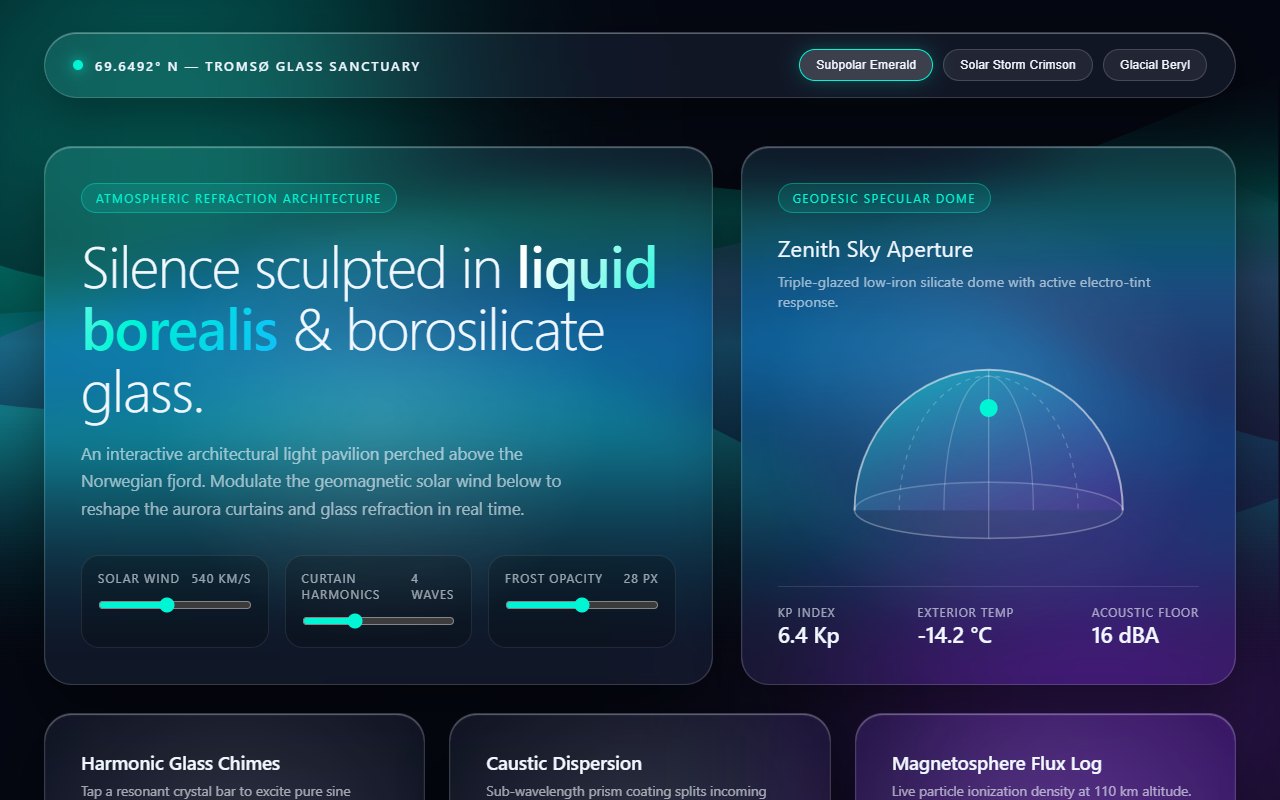 69.6492° N — TROMSØ GLASS SANCTUARY
Subpolar Emerald
Solar Storm Crimson
Glacial Beryl
ATMOSPHERIC REFRACTION ARCHITECTURE
Silence sculpted in liquid
borealis & borosilicate
glass.
An interactive architectural light pavilion perched above the
Norwegian fjord. Modulate the geomagnetic solar wind below to
reshape the aurora curtains and glass refraction in real time.
SOLAR WIND 540 KM/S
CURTAIN HARMONICS 4 WAVES
FROST OPACITY 28 PX
GEODESIC SPECULAR DOME
Zenith Sky Aperture
Triple-glazed low-iron silicate dome with active electro-tint
response.
KP INDEX
6.4 Kp
EXTERIOR TEMP
-14.2 °C
ACOUSTIC FLOOR
16 dBA
Harmonic Glass Chimes
Tap a resonant crystal bar to excite pure sine
Caustic Dispersion
Sub-wavelength prism coating splits incoming
Magnetosphere Flux Log
Live particle ionization density at 110 km altitude.